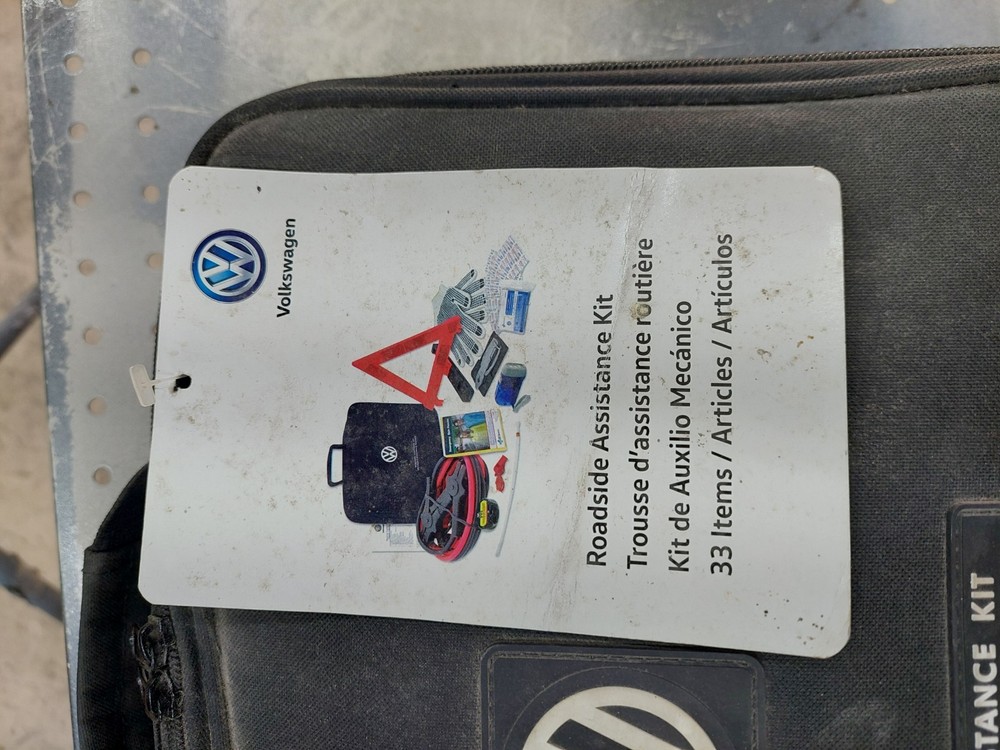 Volkswagen
Roadside Assistance Kit
Trousse d'assistance routière
Kit de Auxilio Mecánico
33 Items / Articles / Artículos
TANCE KIT